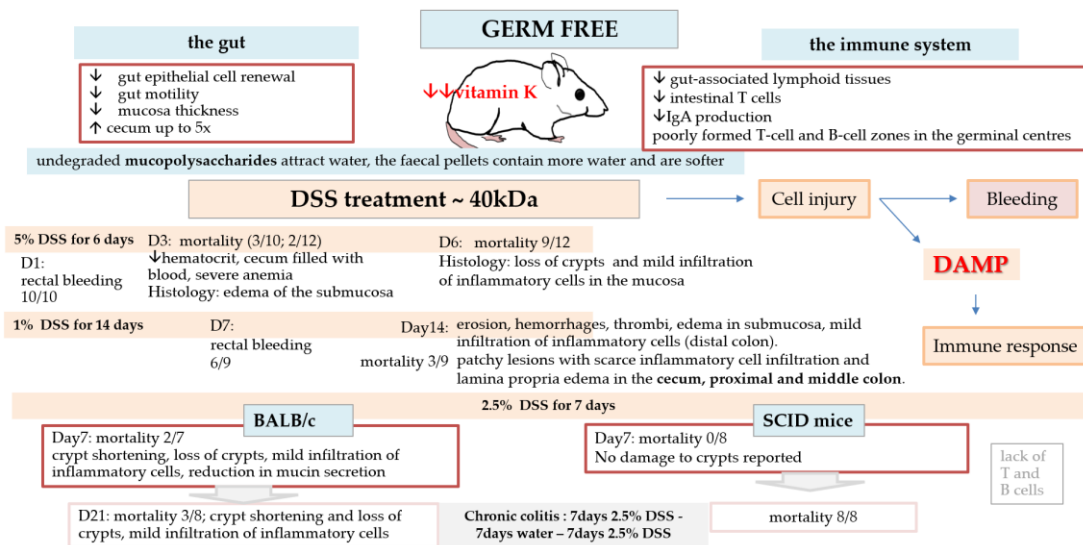 GERM FREE
the gut
↓ gut epithelial cell renewal
↓ gut motility
↓ mucosa thickness
↑ cecum up to 5x
↓↓vitamin K
the immune system
↓ gut-associated lymphoid tissues
↓ intestinal T cells
↓IgA production
poorly formed T-cell and B-cell zones in the germinal centres
undegraded mucopolysaccharides attract water, the faecal pellets contain more water and are softer
DSS treatment ~ 40kDa
Cell injury
Bleeding
DAMP
Immune response
5% DSS for 6 days
D1:
rectal bleeding
10/10
D3: mortality (3/10; 2/12)
↓hematocrit, cecum filled with
blood, severe anemia
Histology: edema of the submucosa
D6: mortality 9/12
Histology: loss of crypts and mild infiltration
of inflammatory cells in the mucosa
1% DSS for 14 days
D7:
rectal bleeding
6/9
Day14:
mortality 3/9
erosion, hemorrhages, thrombi, edema in submucosa, mild
infiltration of inflammatory cells (distal colon).
patchy lesions with scarce inflammatory cell infiltration and
lamina propria edema in the cecum, proximal and middle colon.
2.5% DSS for 7 days
BALB/c
Day7: mortality 2/7
crypt shortening, loss of crypts, mild infiltration of
inflammatory cells, reduction in mucin secretion
SCID mice
Day7: mortality 0/8
No damage to crypts reported
lack of
T and
B cells
D21: mortality 3/8; crypt shortening and loss of
crypts, mild infiltration of inflammatory cells
Chronic colitis : 7days 2.5% DSS -
7days water – 7days 2.5% DSS
mortality 8/8